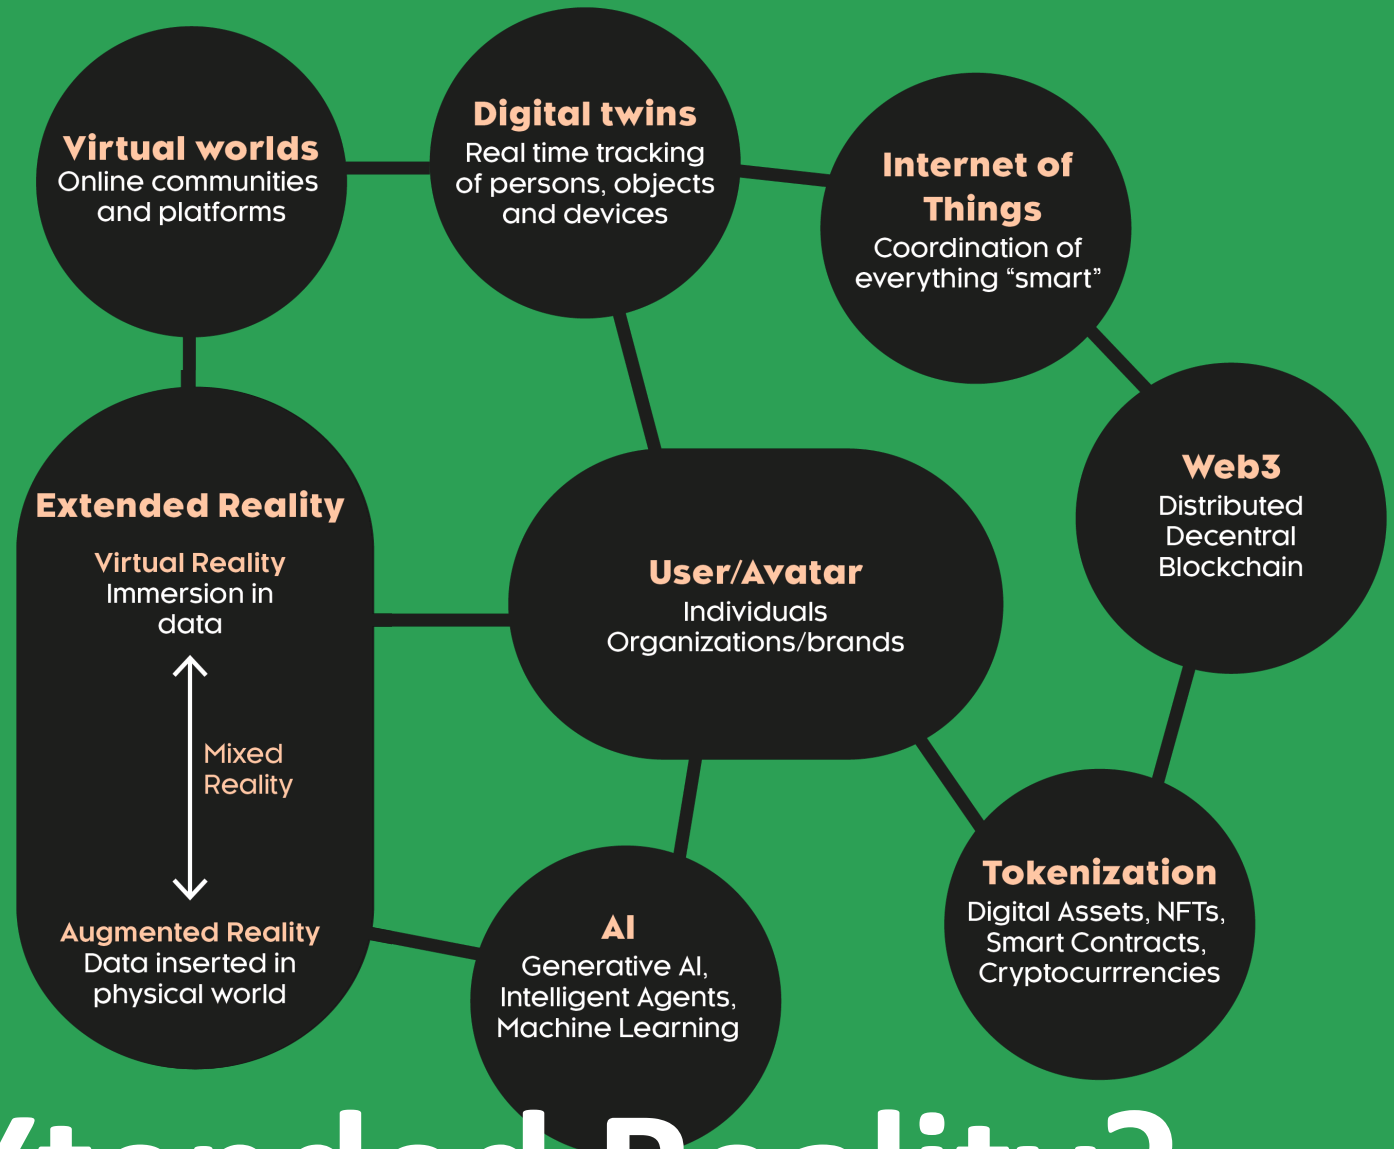 Virtual worlds
Online communities
and platforms
Digital twins
Real time tracking
of persons, objects
and devices
Internet of
Things
Coordination of
everything “smart”
Web3
Distributed
Decentral
Blockchain
Extended Reality
Virtual Reality
Immersion in
data
Mixed
Reality
Augmented Reality
Data inserted in
physical world
User/Avatar
Individuals
Organizations/brands
AI
Generative AI,
Intelligent Agents,
Machine Learning
Tokenization
Digital Assets, NFTs,
Smart Contracts,
Cryptocurrrencies
Xtended Reality?